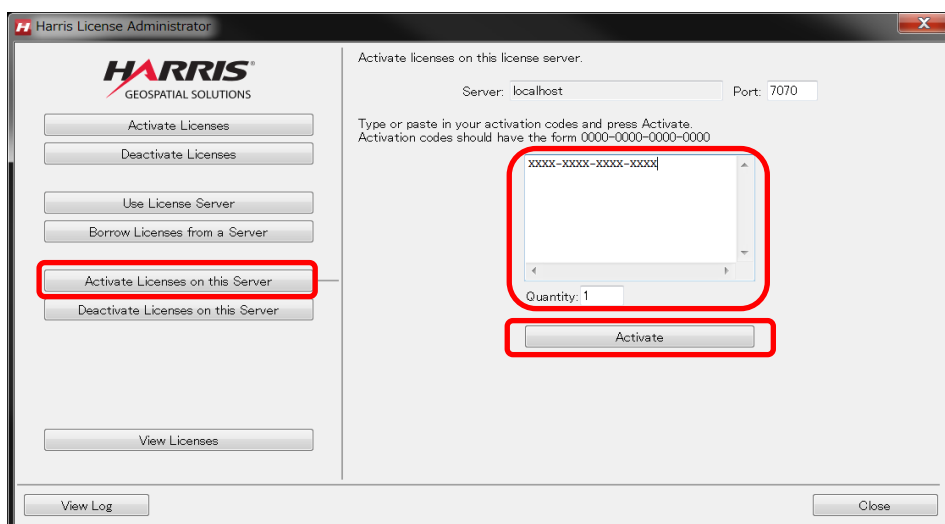 Harris License Administrator
HARRIS®
GEOSPATIAL SOLUTIONS
Activate Licenses
Deactivate Licenses
Use License Server
Borrow Licenses from a Server
Activate Licenses on this Server
Deactivate Licenses on this Server
View Licenses
Activate licenses on this license server.
Server: localhost Port: 7070
Type or paste in your activation codes and press Activate.
Activation codes should have the form 0000-0000-0000-0000
XXXX-XXXX-XXXX-XXXX
Quantity: 1
Activate
View Log
Close